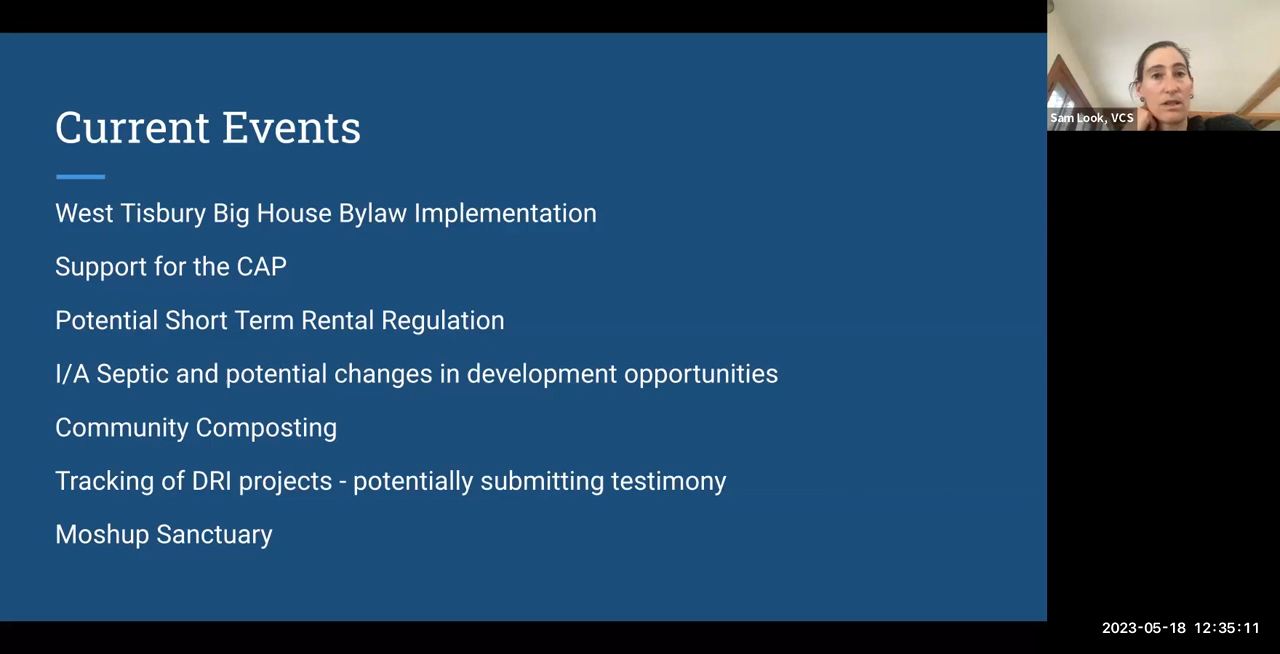 Current Events
West Tisbury Big House Bylaw Implementation
Support for the CAP
Potential Short Term Rental Regulation
I/A Septic and potential changes in development opportunities
Community Composting
Tracking of DRI projects - potentially submitting testimony
Moshup Sanctuary
Sam Look, VCS
2023-05-18 12:35:11